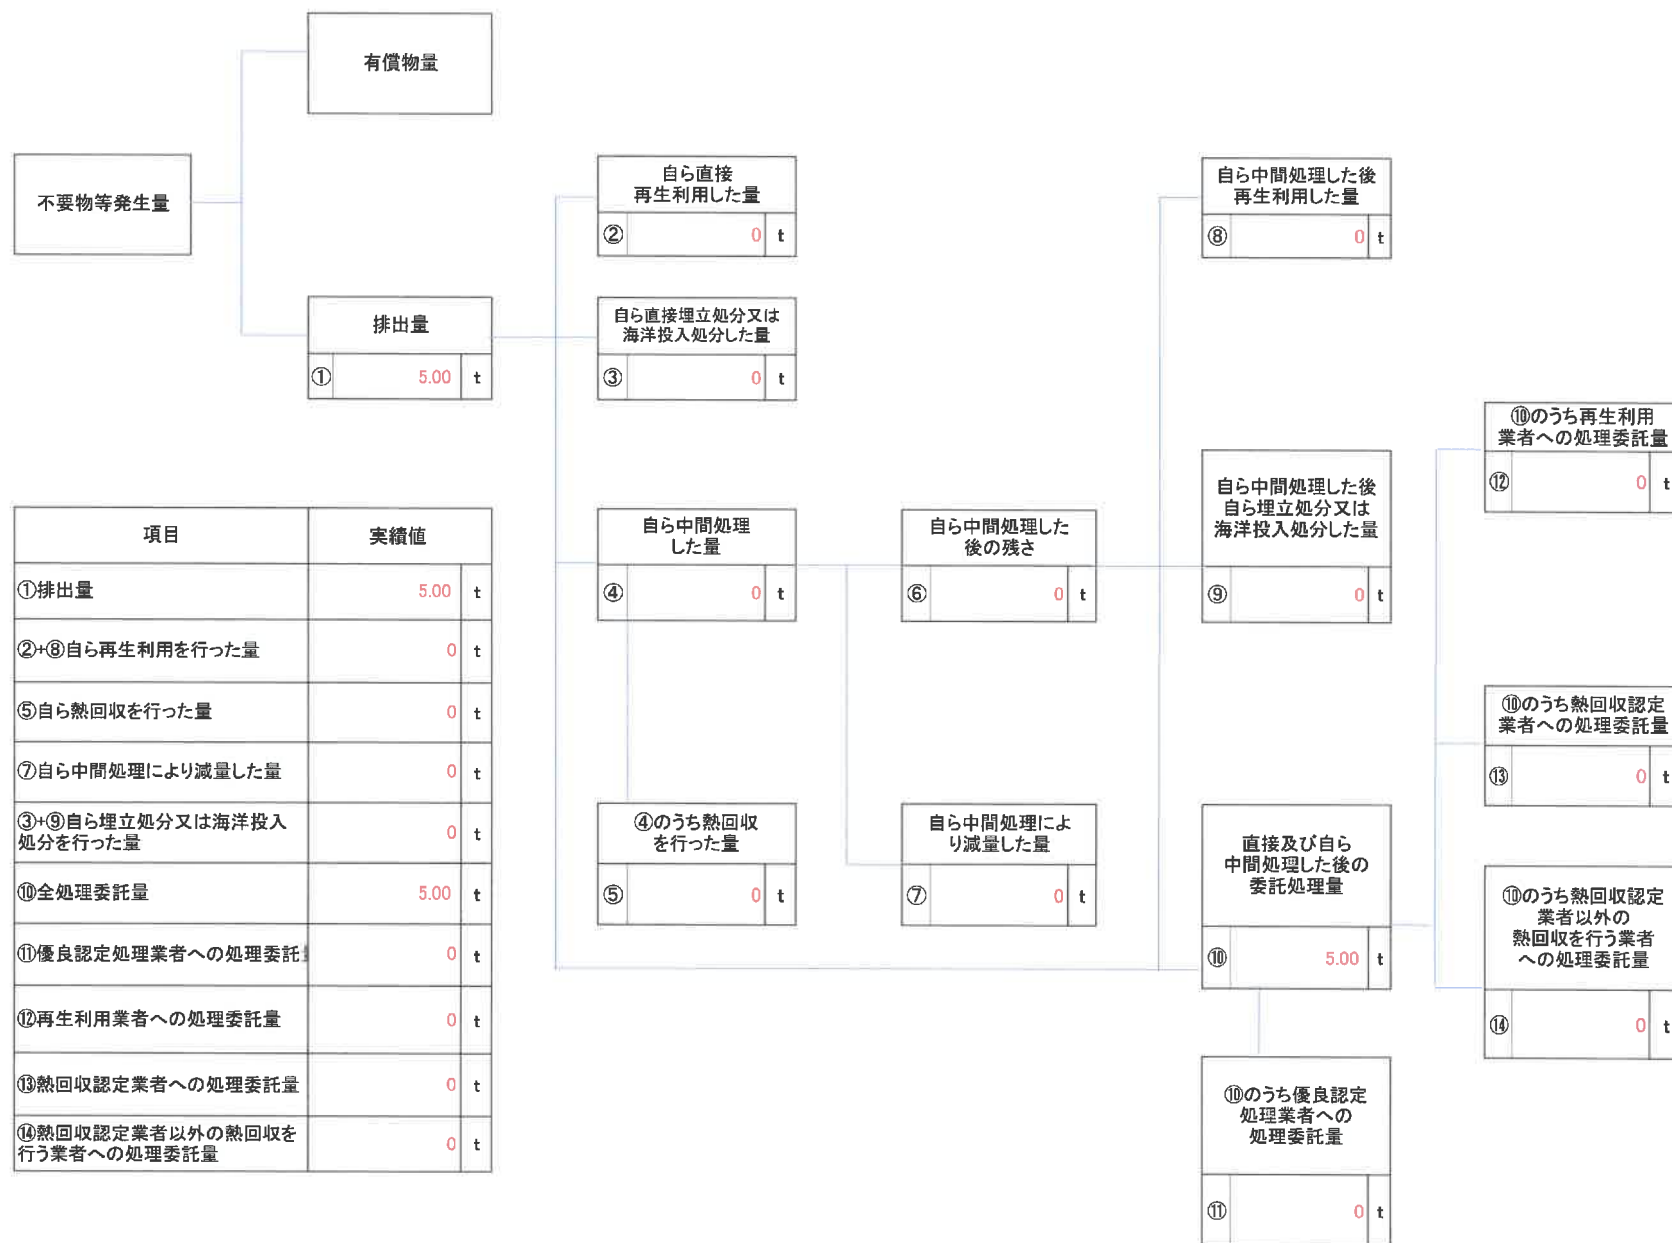 有償物量
不要物等発生量
排出量
① 5.00 t
自ら直接
再生利用した量
② 0 t
自ら直接埋立処分又は
海洋投入処分した量
③ 0 t
自ら中間処理
した量
④ 0 t
④のうち熱回収
を行った量
⑤ 0 t
自ら中間処理した
後の残さ
⑥ 0 t
自ら中間処理によ
り減量した量
⑦ 0 t
自ら中間処理した後
再生利用した量
⑧ 0 t
自ら中間処理した後
自ら埋立処分又は
海洋投入処分した量
⑨ 0 t
直接及び自ら
中間処理した後の
委託処理量
⑩ 5.00 t
⑩のうち優良認定
処理業者への
処理委託量
⑪ 0 t
⑩のうち再生利用
業者への処理委託量
⑫ 0 t
⑩のうち熱回収認定
業者への処理委託量
⑬ 0 t
⑩のうち熱回収認定
業者以外の
熱回収を行う業者
への処理委託量
⑭ 0 t
項目 実績値
①排出量 5.00 t
②+⑧自ら再生利用を行った量 0 t
⑤自ら熱回収を行った量 0 t
⑦自ら中間処理により減量した量 0 t
③+⑨自ら埋立処分又は海洋投入
処分を行った量 0 t
⑩全処理委託量 5.00 t
⑪優良認定処理業者への処理委託 0 t
⑫再生利用業者への処理委託量 0 t
⑬熱回収認定業者への処理委託量 0 t
⑭熱回収認定業者以外の熱回収を
行う業者への処理委託量 0 t